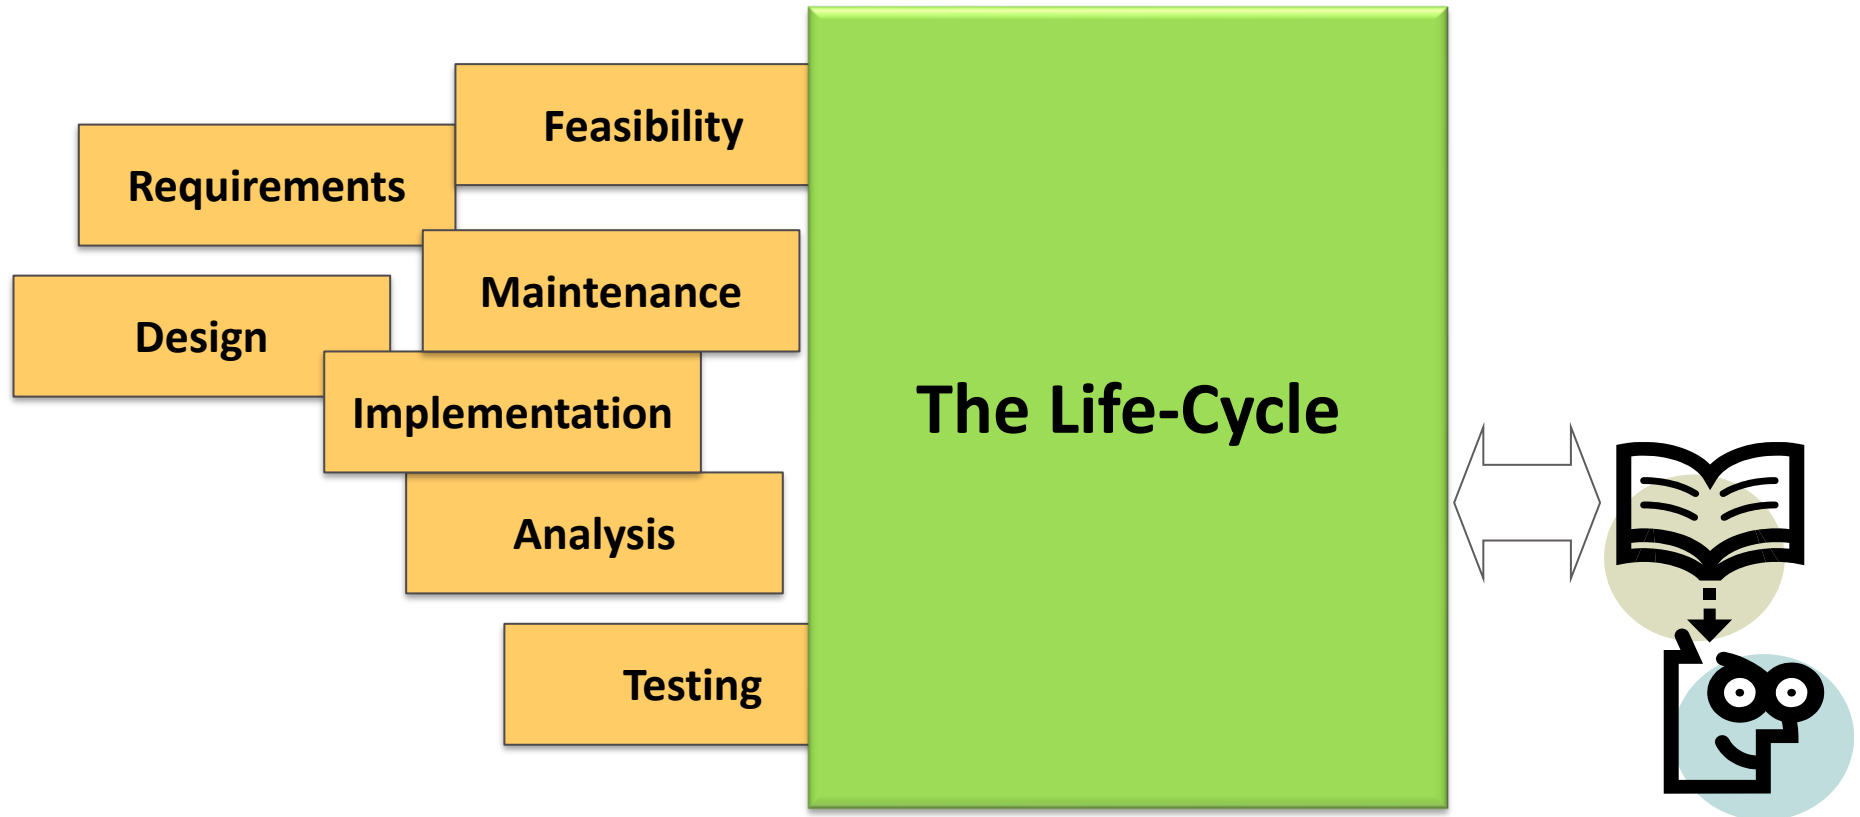 Feasibility
Requirements
Maintenance
Design
Implementation
The Life-Cycle
Analysis
Testing